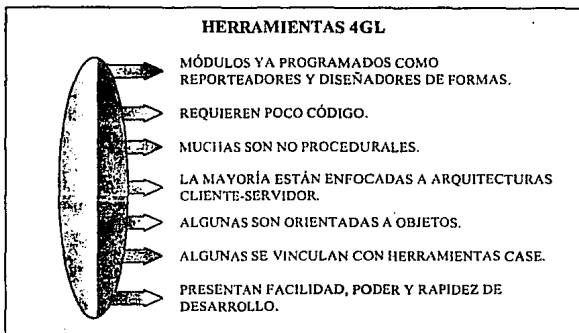 HERRAMIENTAS 4GL
MÓDULOS YA PROGRAMADOS COMO
REPORTEADORES Y DISEÑADORES DE FORMAS.
REQUIEREN POCO CÓDIGO.
MUCHAS SON NO PROCEDURALES.
LA MAYORÍA ESTÁN ENFOCADAS A ARQUITECTURAS
CLIENTE-SERVIDOR.
ALGUNAS SON ORIENTADAS A OBJETOS.
ALGUNAS SE VINCULAN CON HERRAMIENTAS CASE.
PRESENTAN FACILIDAD, PODER Y RAPIDEZ DE
DESARROLLO.